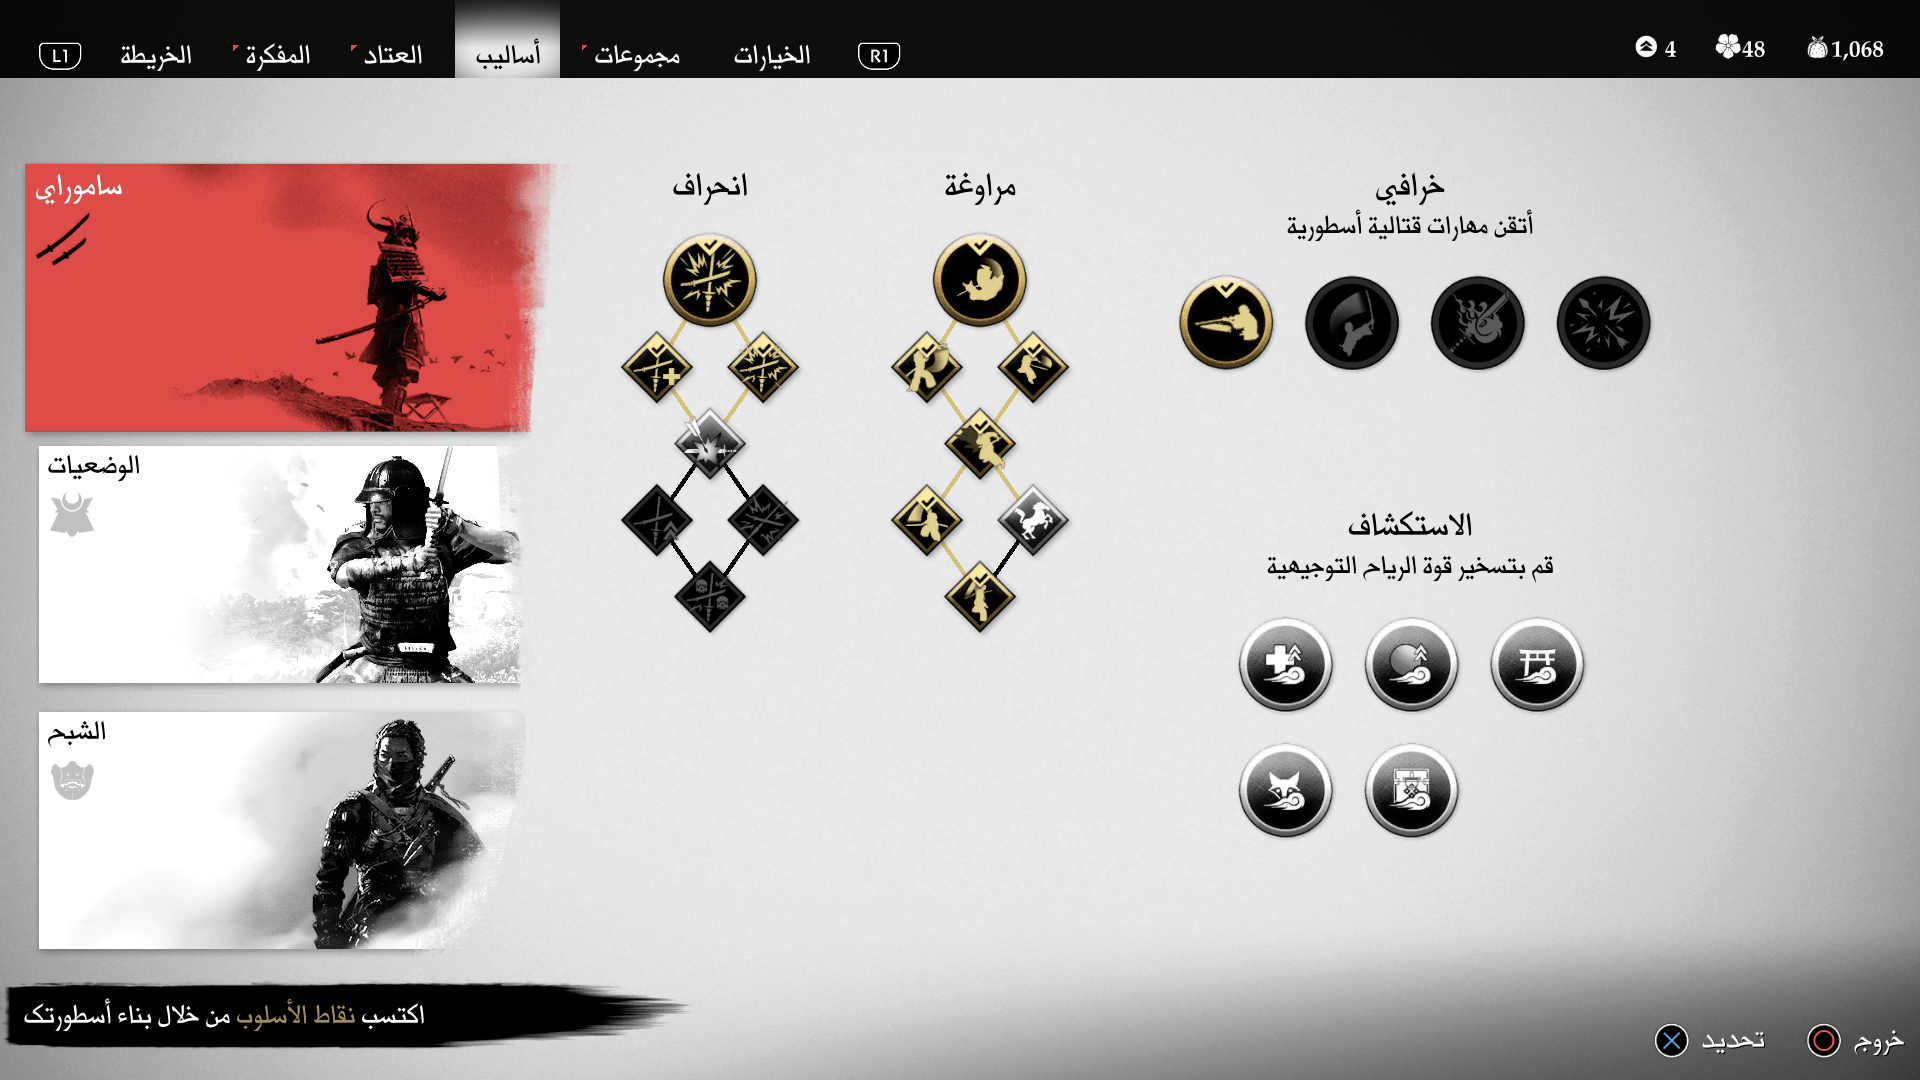 L1
الخريطة
المفكرة
العتاد
أساليب
مجموعات
الخيارات
R1
4
48
1,068
ساموراي
الوضعيات
الشبح
انحراف
مراوغة
خرافي
أتقن مهارات قتالية أسطورية
الاستكشاف
قم بتسخير قوة الرياح التوجيهية
اكتسب نقاط الأسلوب من خلال بناء أسطورتك
تحديد
خروج